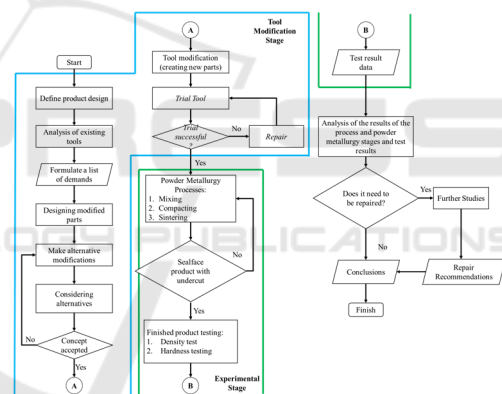 Start
Define product design
Analysis of existing
tools
Formulate a list
of demands
Designing modified
parts
Make alternative
modifications
Considering
alternatives
No
Concept
accepted
Yes
A
A
Tool
Modification
Stage
Tool modification
(creating new parts)
Trial Tool
Trial
successful
?
No
Repair
Yes
Powder Metallurgy
Processes:
1. Mixing
2. Compacting
3. Sintering
Sealface
product with
undercut
No
Yes
Finished product testing:
1. Density test
2. Hardness testing
B
Experimental
Stage
B
Test result
data
Analysis of the results of the
process and powder
metallurgy stages and test
results
Does it need to
be repaired?
Yes
Further Studies
No
Conclusions
Repair
Recommendations
Finish
LOGY PUBLICATIONS